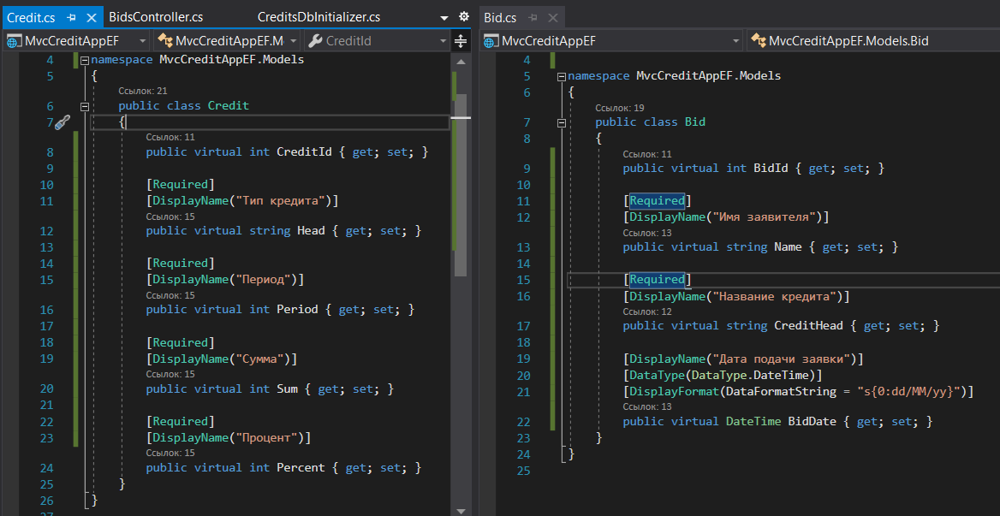 Credit.cs BidsController.cs CreditsDbInitializer.cs
MvcCreditAppEF MvcCreditAppEF.M CreditId
4 namespace MvcCreditAppEF.Models
5 {
Ссылок: 21
6 public class Credit
7 {
Ссылок: 11
8 public virtual int CreditId { get; set; }
9
10 [Required]
11 [DisplayName("Тип кредита")]
Ссылок: 15
12 public virtual string Head { get; set; }
13
14 [Required]
15 [DisplayName("Период")]
Ссылок: 15
16 public virtual int Period { get; set; }
17
18 [Required]
19 [DisplayName("Сумма")]
Ссылок: 15
20 public virtual int Sum { get; set; }
21
22 [Required]
23 [DisplayName("Процент")]
Ссылок: 15
24 public virtual int Percent { get; set; }
25 }
26 }
27
Bid.cs
MvcCreditAppEF MvcCreditAppEF.Models.Bid
4
5 namespace MvcCreditAppEF.Models
6 {
Ссылок: 19
7 public class Bid
8 {
Ссылок: 11
9 public virtual int BidId { get; set; }
10
11 [Required]
12 [DisplayName("Имя заявителя")]
Ссылок: 13
13 public virtual string Name { get; set; }
14
15 [Required]
16 [DisplayName("Название кредита")]
Ссылок: 12
17 public virtual string CreditHead { get; set; }
18
19 [DisplayName("Дата подачи заявки")]
20 [DataType(DataType.DateTime)]
21 [DisplayFormat(DataFormatString = "s{0:dd/MM/yy}")]
Ссылок: 13
22 public virtual DateTime BidDate { get; set; }
23 }
24 }
25